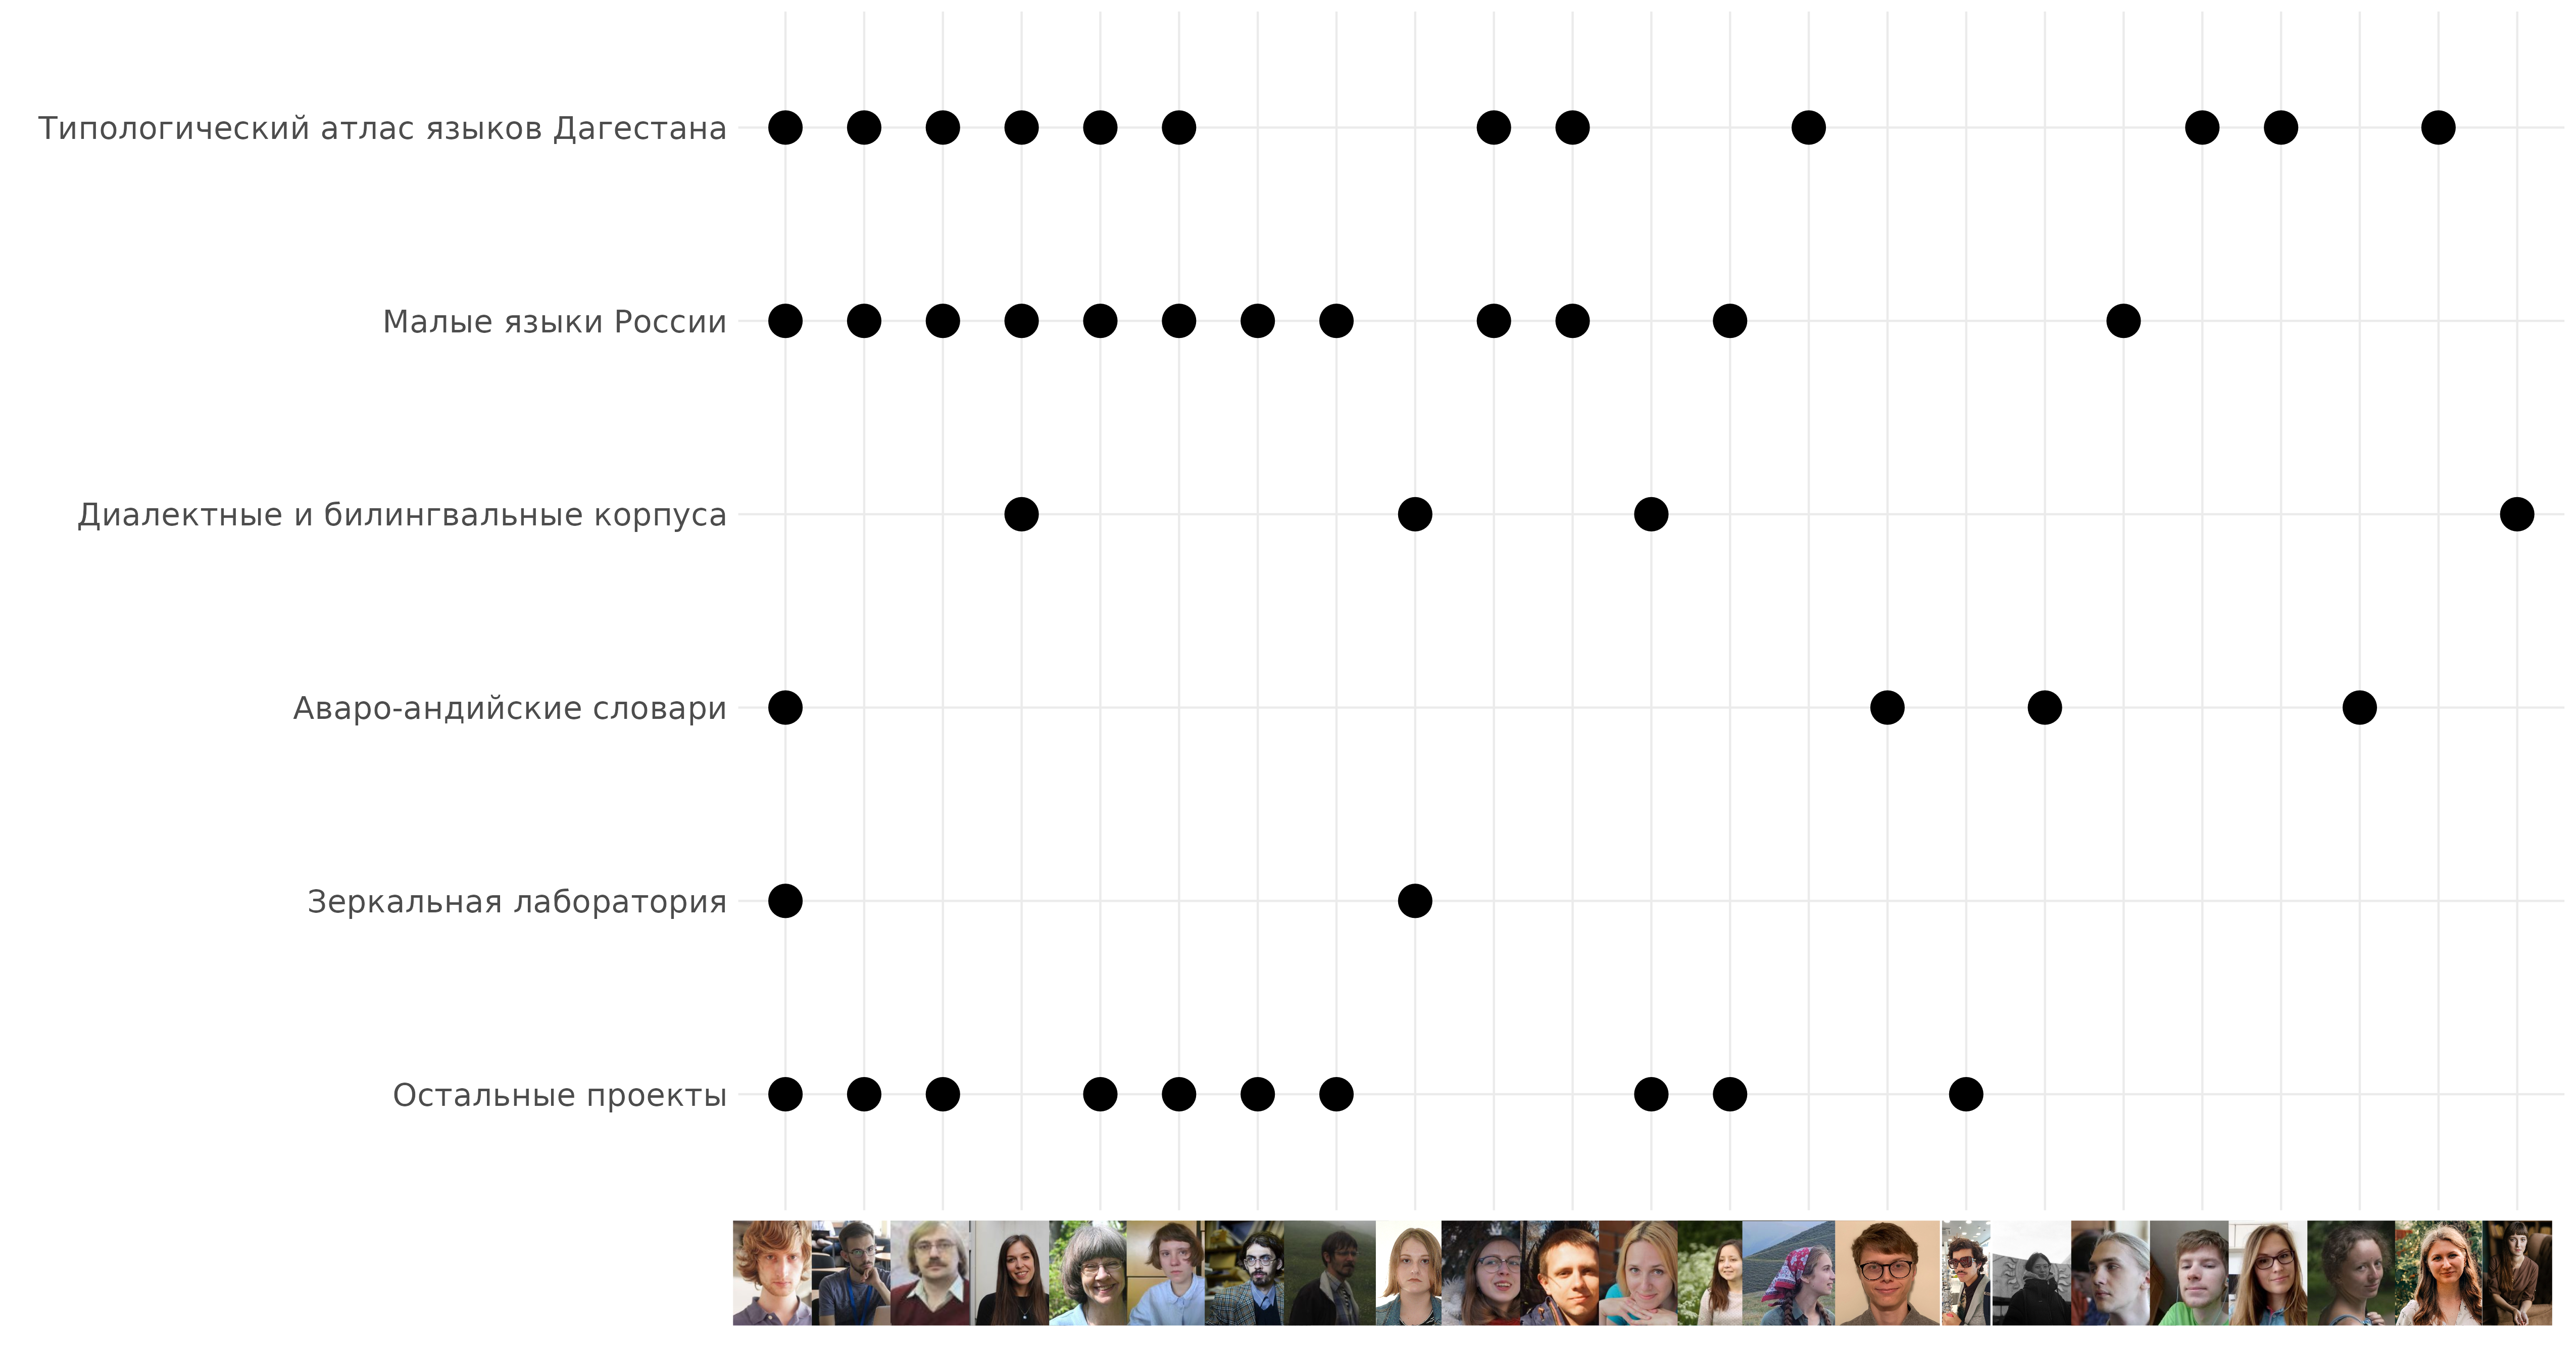 Типологический атлас языков Дагестана
Малые языки России
Диалектные и билингвальные корпуса
Аваро-андийские словари
Зеркальная лаборатория
Остальные проекты